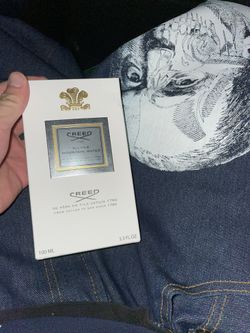 CREED
SILVER
MOUNTAIN WATER
CREED
DE PÈRE EN FILS DEPUIS 1760
FROM FATHER TO SON SINCE 1760
100 ML
3.3 FL.OZ